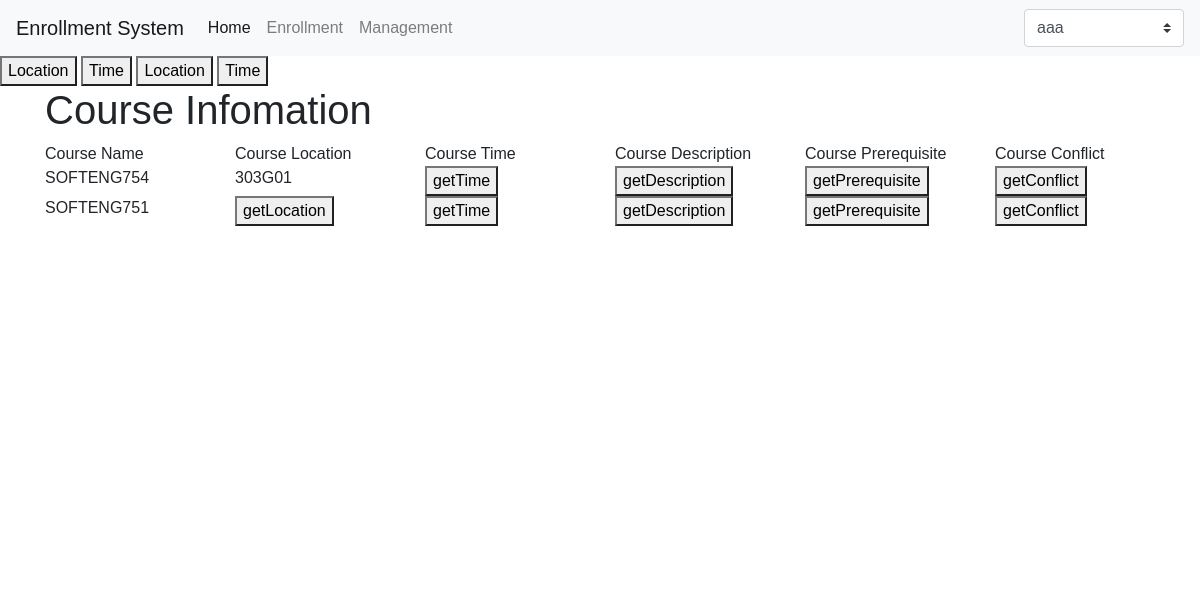 Enrollment System Home Enrollment Management aaa
Location Time Location Time
Course Infomation
Course Name Course Location Course Time Course Description Course Prerequisite Course Conflict
SOFTENG754 303G01 getTime getDescription getPrerequisite getConflict
SOFTENG751 getLocation getTime getDescription getPrerequisite getConflict